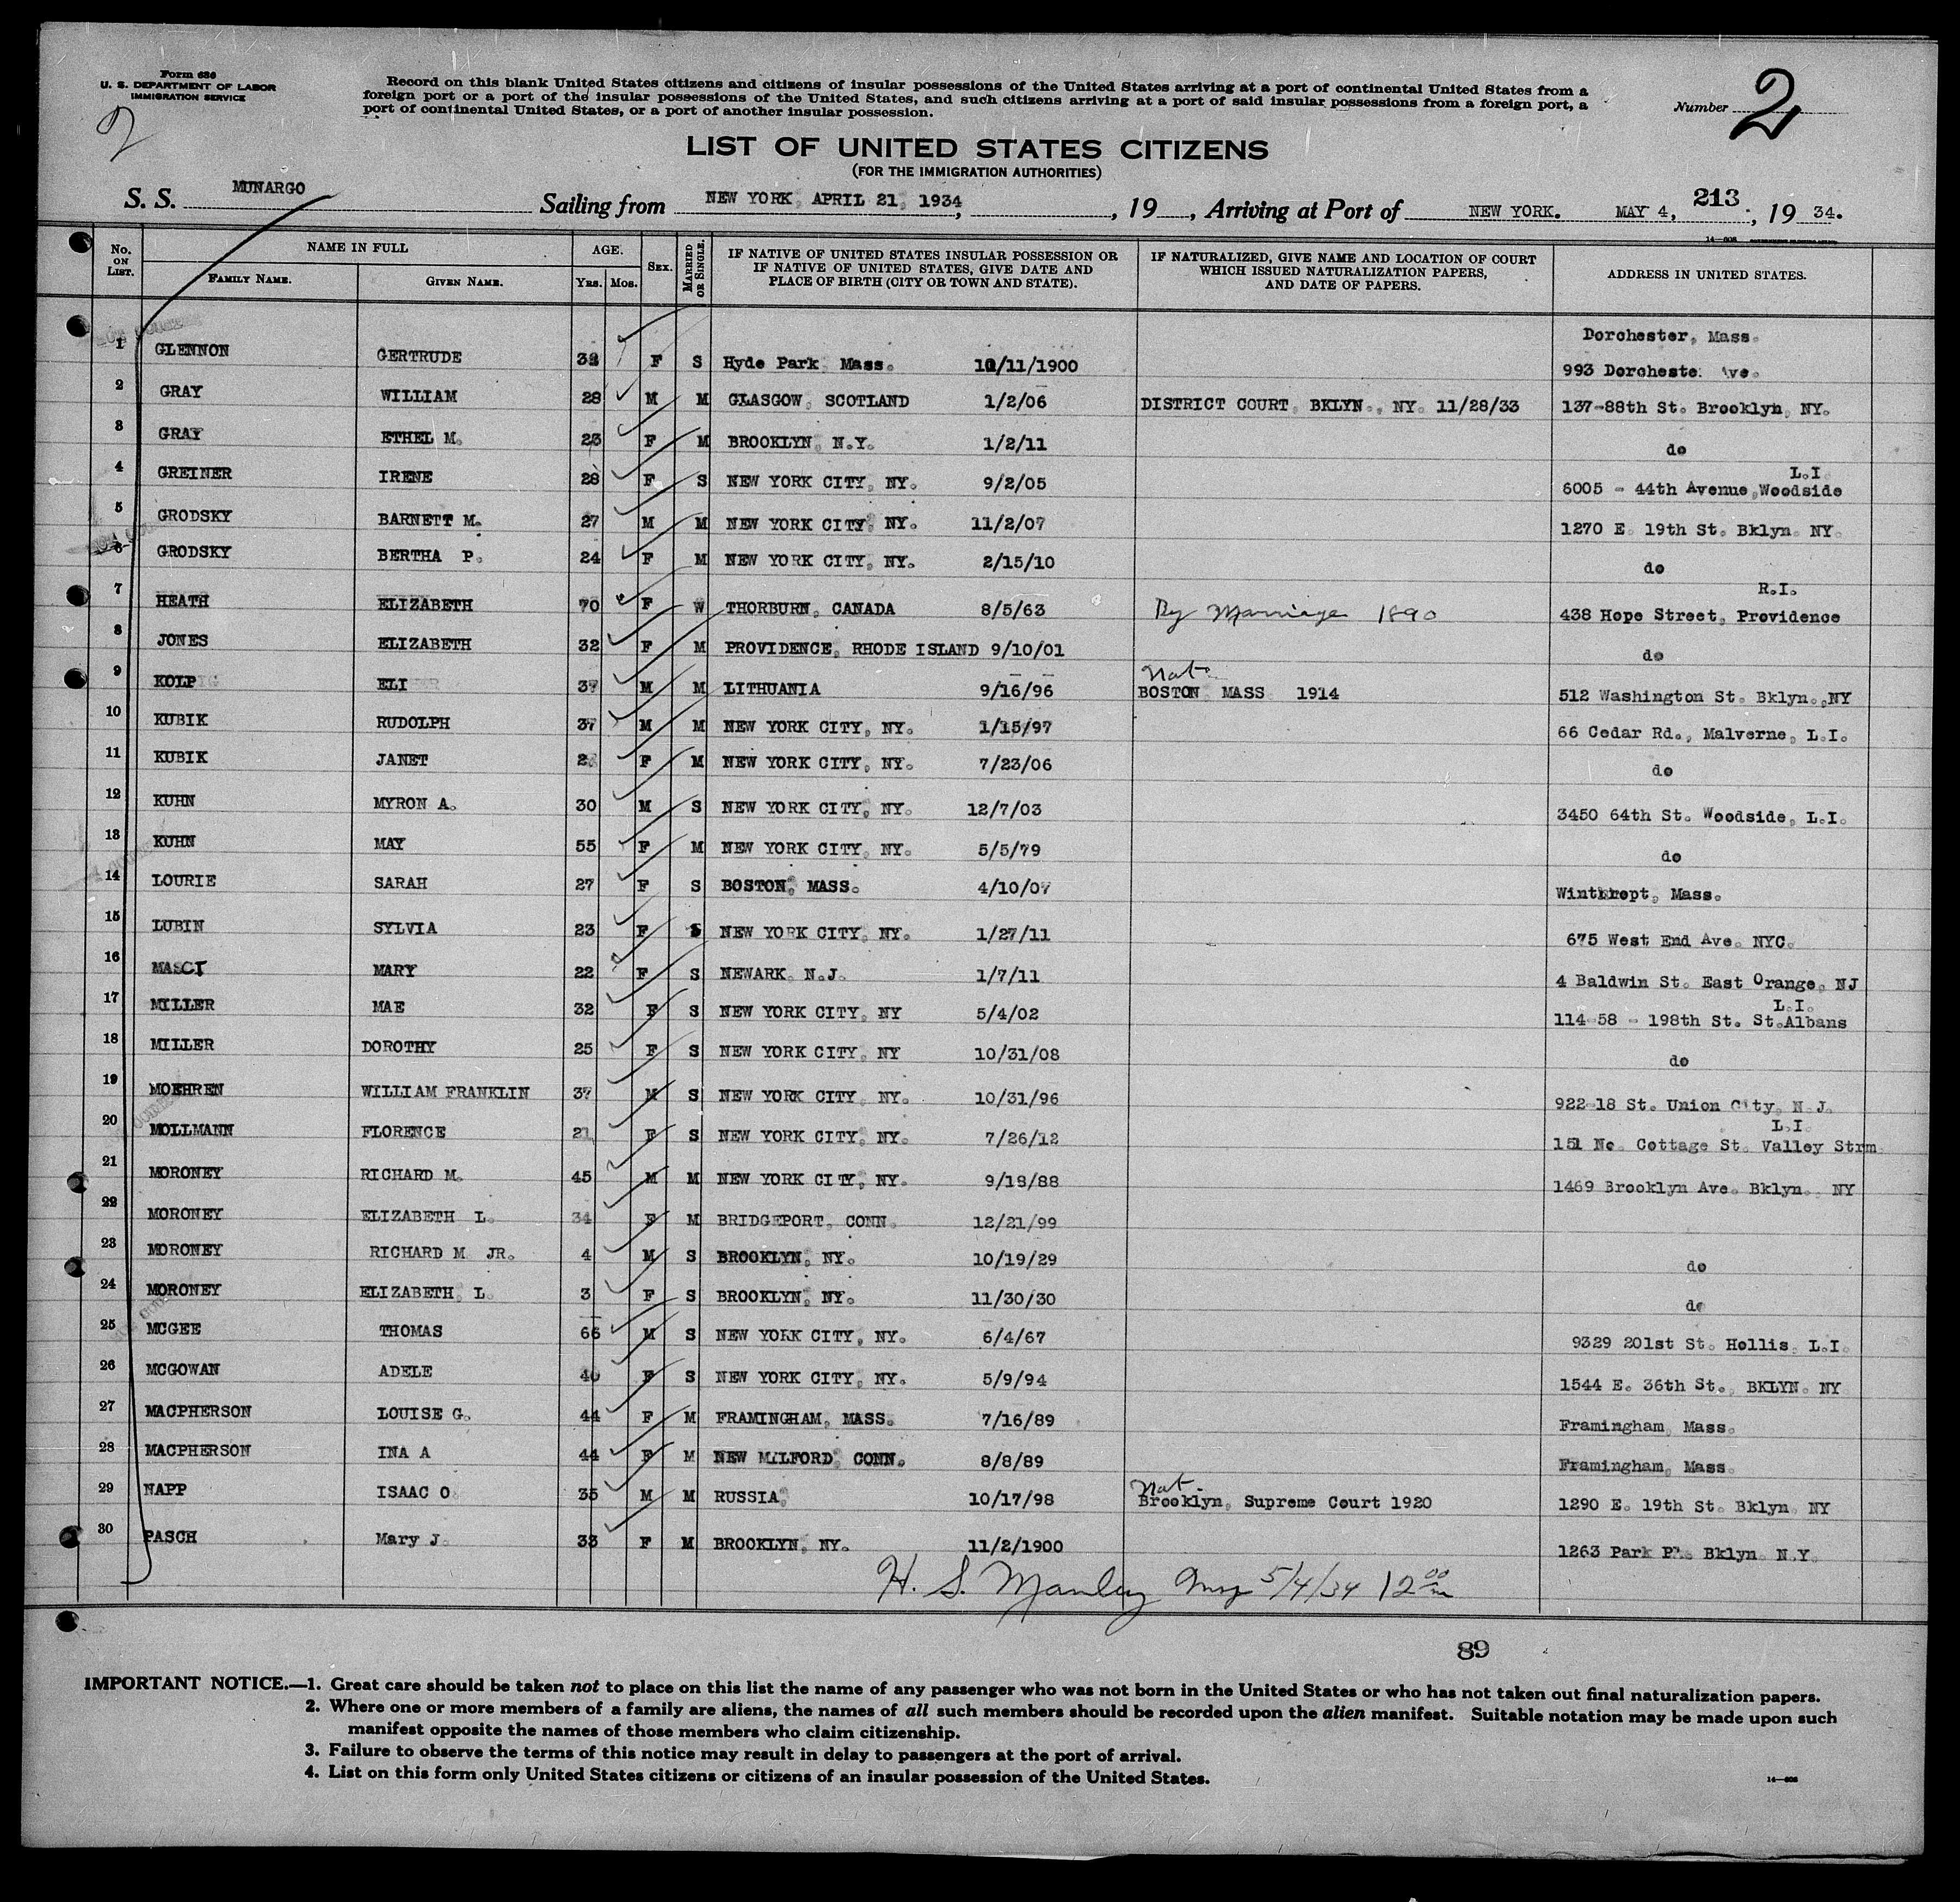 Form 636
U. S. DEPARTMENT OF LABOR
IMMIGRATION SERVICE
2
Record on this blank United States citizens and citizens of insular possessions of the United States arriving at a port of continental United States from a
foreign port or a port of the insular possessions of the United States, and such citizens arriving at a port of said insular possessions from a foreign port, a
port of continental United States, or a port of another insular possession.
Number 2
LIST OF UNITED STATES CITIZENS
(FOR THE IMMIGRATION AUTHORITIES)
S. S. MUNARGO Sailing from NEW YORK, APRIL 21, 1934, , 19 , Arriving at Port of NEW YORK. MAY 4, 213, 19 34.
No. ON LIST. NAME IN FULL FAMILY NAME. GIVEN NAME. AGE. YRS. MOS. SEX. MARRIED OR SINGLE. IF NATIVE OF UNITED STATES INSULAR POSSESSION OR IF NATIVE OF UNITED STATES, GIVE DATE AND PLACE OF BIRTH (CITY OR TOWN AND STATE). IF NATURALIZED, GIVE NAME AND LOCATION OF COURT WHICH ISSUED NATURALIZATION PAPERS, AND DATE OF PAPERS. ADDRESS IN UNITED STATES.
Dorchester, Mass.
1 GLENNON GERTRUDE F S Hyde Park Mass. /11/1900 993 Ave.
2 GRAY WILLIAM 28 M M GLASGOW, SCOTLAND 1/2/06 DISTRICT COURT, BKLYN., NY. 11/28/33 137-88th St. Brooklyn, NY.
3 GRAY ETHEL M. 23 F M BROOKLYN, N.Y. 1/2/11 do
L.I.
4 GREINER IRENE 28 F S NEW YORK CITY, NY. 9/2/05 6005 - 44th Avenue, Woodside
5 GRODSKY BARNETT M. 27 M M NEW YORK CITY, NY. 11/2/07 1270 E. 19th St. Bklyn. NY.
6 GRODSKY BERTHA P. 24 F M NEW YORK CITY, NY. 2/15/10 do
R.I.
7 HEATH ELIZABETH 70 F W THORBURN, CANADA 8/5/63 By Marriage 1890 438 Hope Street, Providence
8 JONES ELIZABETH 32 F M PROVIDENCE, RHODE ISLAND 9/10/01 do
Nat.
9 KOLP ELI 37 M M LITHUANIA 9/16/96 BOSTON, MASS 1914 512 Washington St. Bklyn.,NY
10 KUBIK RUDOLPH 37 M M NEW YORK CITY, NY. 1/15/97 66 Cedar Rd., Malverne, L.I.
11 KUBIK JANET F M NEW YORK CITY, NY. 7/23/06 do
12 KUHN MYRON A. 30 M S NEW YORK CITY, NY. 12/7/03 3450 64th St. Woodside, L.I.
13 KUHN MAY 55 F M NEW YORK CITY, NY. 5/5/79 do
14 LOURIE SARAH 27 F S BOSTON, MASS. 4/10/07 Mass.
15 LUBIN SYLVIA 23 F S NEW YORK CITY, NY. 1/27/11 675 West End Ave. NYC.
16 MASCI MARY 22 F S NEWARK, N.J. 1/7/11 4 Baldwin St. East Orange, NJ
L.I.
17 MILLER MAE 32 F S NEW YORK CITY, NY 5/4/02 114-58 - 198th St. St.Albans
18 MILLER DOROTHY 25 F S NEW YORK CITY, NY 10/31/08 do
19 MOEHREN WILLIAM FRANKLIN 37 M S NEW YORK CITY, NY. 10/31/96 922-18 St. Union City, N.J.
L.I.
20 MOLLMANN FLORENCE 21 F S NEW YORK CITY, NY. 7/26/12 151 No. Cottage St. Valley Strm
21 MORONEY RICHARD M. 45 M M NEW YORK CITY, NY. 9/18/88 1469 Brooklyn Ave. Bklyn., NY
22 MORONEY ELIZABETH L. 34 F M BRIDGEPORT, CONN. 12/21/99
23 MORONEY RICHARD M JR. 4 M S BROOKLYN, NY. 10/19/29 do
24 MORONEY ELIZABETH, L. 3 F S BROOKLYN, NY. 11/30/30 do
25 MCGEE THOMAS 66 M S NEW YORK CITY, NY. 6/4/67 9329 201st St. Hollis, L.I.
26 MCGOWAN ADELE 40 F S NEW YORK CITY, NY. 5/9/94 1544 E. 36th St., BKLYN. NY
27 MACPHERSON LOUISE G. 44 F M FRAMINGHAM, MASS. 7/16/89 Framingham, Mass.
28 MACPHERSON INA A 44 F M NEW MILFORD, CONN. 8/8/89 Framingham, Mass.
Nat.
29 NAPP ISAAC O. 35 M M RUSSIA, 10/17/98 Brooklyn, Supreme Court 1920 1290 E. 19th St. Bklyn, NY
30 PASCH Mary J. 33 F M BROOKLYN, NY. 11/2/1900 1263 Park Pl. Bklyn N.Y.
H. S. Manley 5/4/34 12 00
89
IMPORTANT NOTICE.—1. Great care should be taken not to place on this list the name of any passenger who was not born in the United States or who has not taken out final naturalization papers.
2. Where one or more members of a family are aliens, the names of all such members should be recorded upon the alien manifest. Suitable notation may be made upon such
manifest opposite the names of those members who claim citizenship.
3. Failure to observe the terms of this notice may result in delay to passengers at the port of arrival.
4. List on this form only United States citizens or citizens of an insular possession of the United States.
14—608